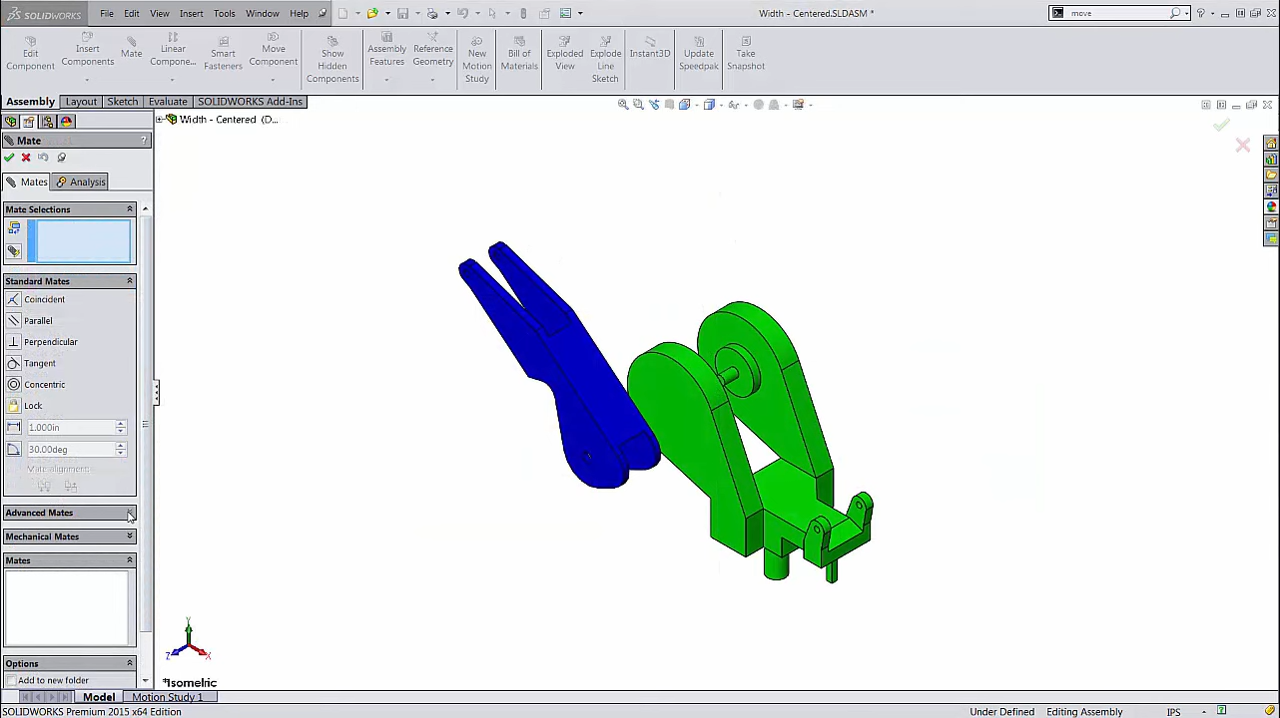 SOLIDWORKS File Edit View Insert Tools Window Help Width - Centered.SLDASM * move
Edit Component
Insert Components
Mate
Linear Compone...
Smart Fasteners
Move Component
Show Hidden Components
Assembly Features
Reference Geometry
New Motion Study
Bill of Materials
Exploded View
Explode Line Sketch
Instant3D
Update Speedpak
Take Snapshot
Assembly Layout Sketch Evaluate SOLIDWORKS Add-Ins
Width - Centered (D...
Mate ?
Mates Analysis
Mate Selections
Standard Mates
Coincident
Parallel
Perpendicular
Tangent
Concentric
Lock
1.000in
30.00deg
Mate alignment:
Advanced Mates
Mechanical Mates
Mates
Options
Add to new folder
Y
Z X
*Isometric
Model Motion Study 1
SOLIDWORKS Premium 2015 x64 Edition Under Defined Editing Assembly IPS